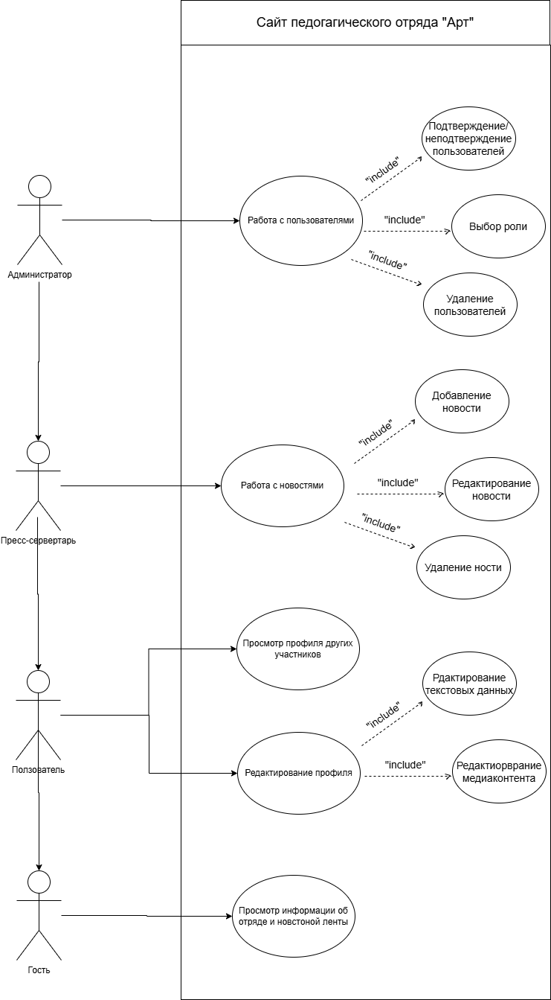 Сайт педогагического отряда "Арт"
Подтверждение/
неподтверждение
пользователей
"include"
Работа с пользователями
"include"
Выбор роли
"include"
Удаление
пользователей
Администратор
Добавление
новости
"include"
Работа с новостями
"include"
Редактирование
новости
"include"
Удаление ности
Пресс-сервертарь
Просмотр профиля других
участников
Рдактирование
текстовых данных
"include"
Ползователь
Редактирование профиля
"include"
Редактиорврание
медиаконтента
Просмотр информации об
отряде и новстоной ленты
Гость